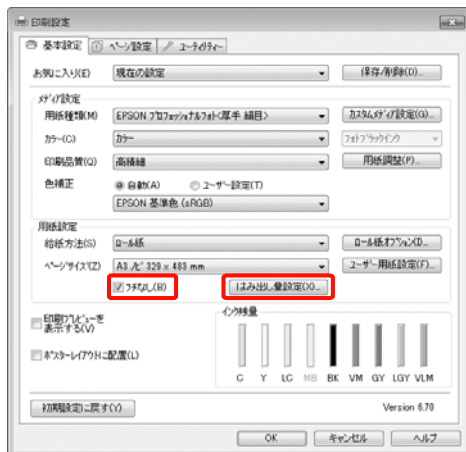 印刷設定
基本設定 ページ設定 ユーティリティー
お気に入り(E) 現在の設定 保存/削除(D)...
メディア設定
用紙種類(M) EPSON プロフェッショナルフォト<厚手 絹目> カスタムメディア設定(G)...
カラー(C) カラー フォトブラックインク
印刷品質(Q) 高精細 用紙調整(P)...
色補正 自動(A) ユーザー設定(T)
EPSON 基準色 (sRGB)
用紙設定
給紙方法(S) ロール紙 ロール紙オプション(I)...
ページサイズ(Z) A3 ノビ 329 x 483 mm ユーザー用紙設定(F)...
フチなし(B) はみ出し量設定(X)...
印刷プレビューを
表示する(V)
ポスターレイアウトに配置(L)
インク残量
C Y LC MB BK VM GY LGY VLM
初期設定に戻す(Y) Version 6.70
OK キャンセル ヘルプ